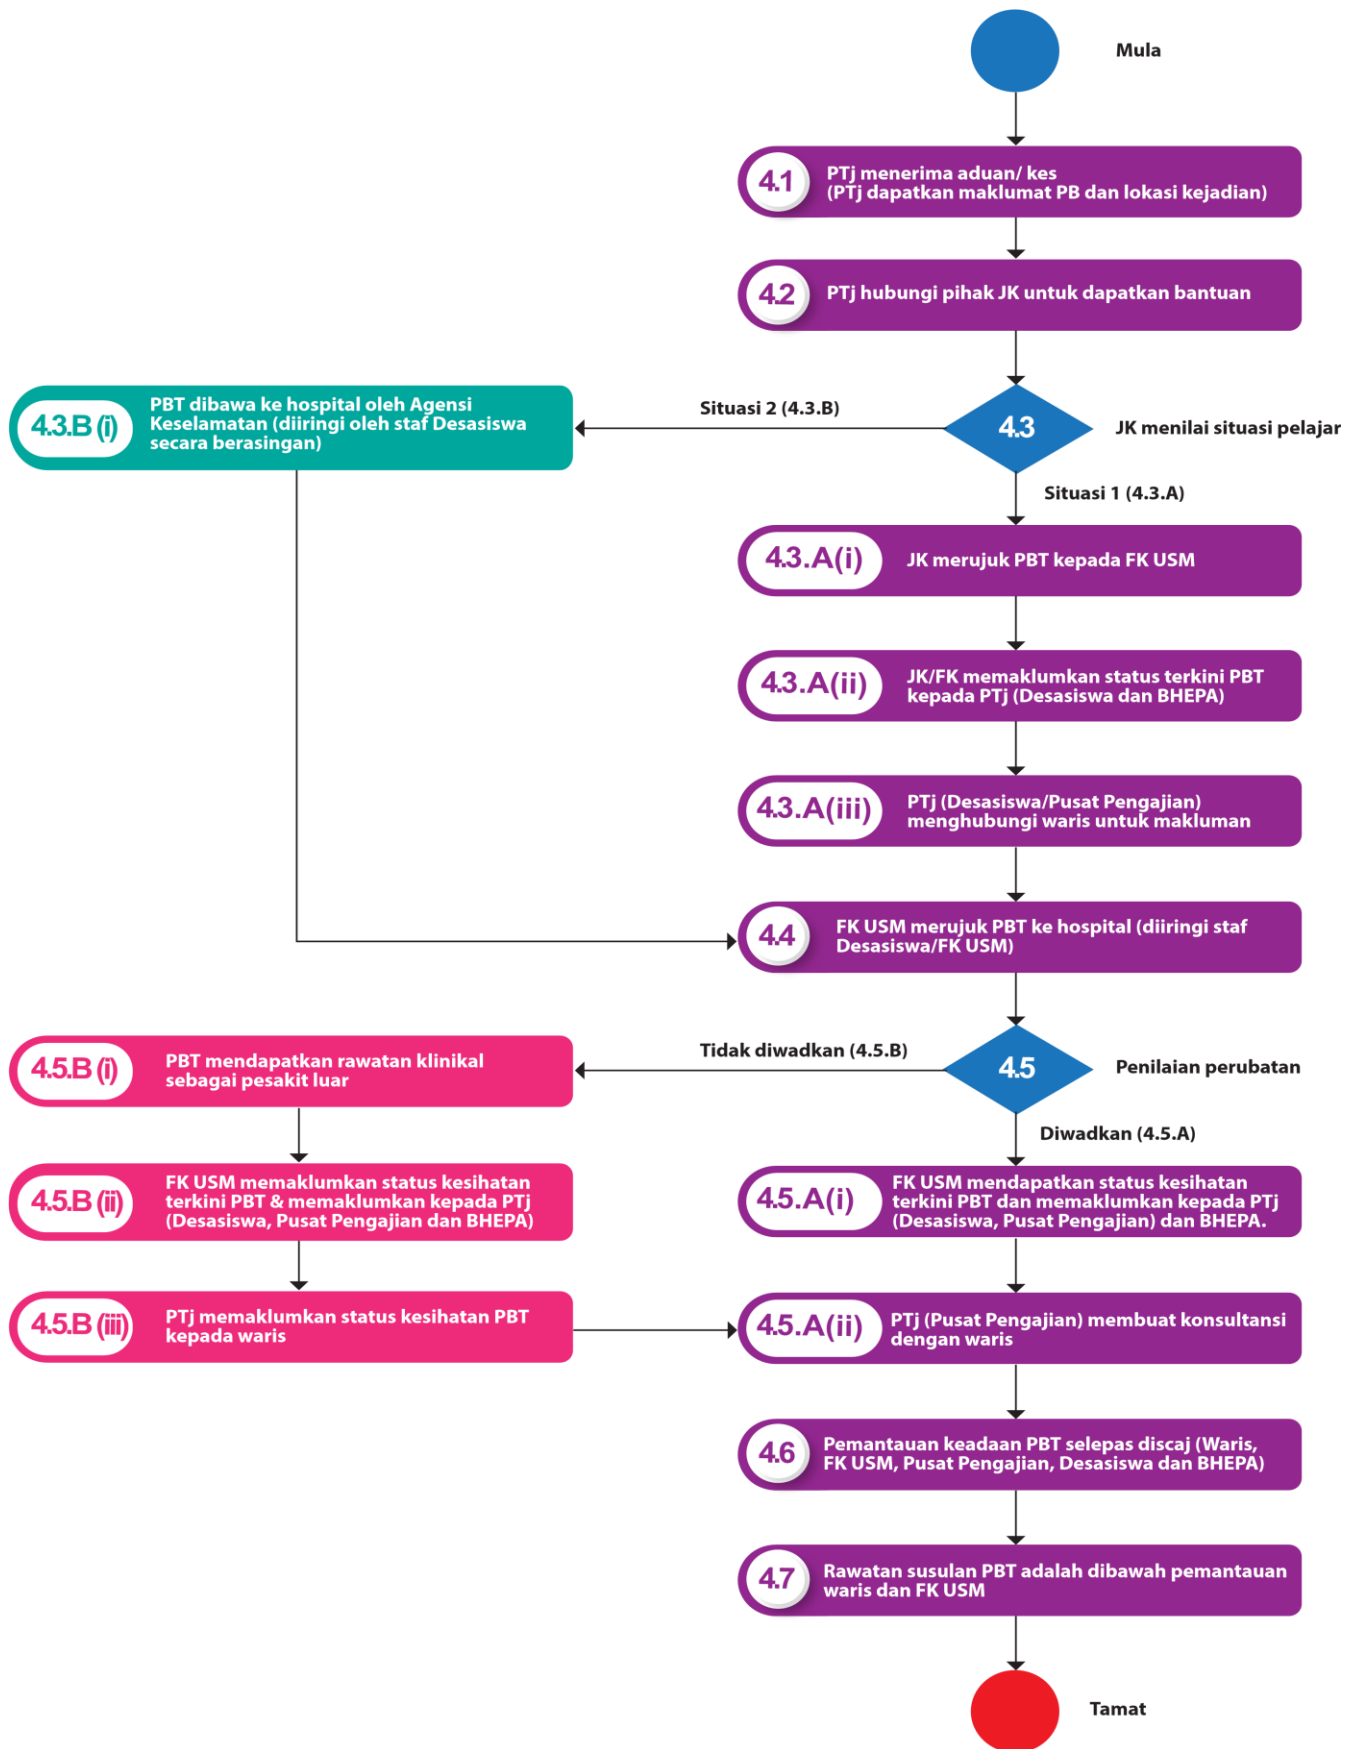 Mula
4.1
PTj menerima aduan/ kes
(PTj dapatkan maklumat PB dan lokasi kejadian)
4.2
PTj hubungi pihak JK untuk dapatkan bantuan
4.3
JK menilai situasi pelajar
Situasi 2 (4.3.B)
4.3.B (i)
PBT dibawa ke hospital oleh Agensi
Keselamatan (diiringi oleh staf Desasiswa
secara berasingan)
Situasi 1 (4.3.A)
4.3.A(i)
JK merujuk PBT kepada FK USM
4.3.A(ii)
JK/FK memaklumkan status terkini PBT
kepada PTj (Desasiswa dan BHEPA)
4.3.A(iii)
PTj (Desasiswa/Pusat Pengajian)
menghubungi waris untuk makluman
4.4
FK USM merujuk PBT ke hospital (diiringi staf
Desasiswa/FK USM)
4.5
Penilaian perubatan
Tidak diwadkan (4.5.B)
4.5.B (i)
PBT mendapatkan rawatan klinikal
sebagai pesakit luar
4.5.B (ii)
FK USM memaklumkan status kesihatan
terkini PBT & memaklumkan kepada PTj
(Desasiswa, Pusat Pengajian dan BHEPA)
4.5.B (iii)
PTj memaklumkan status kesihatan PBT
kepada waris
Diwadkan (4.5.A)
4.5.A(i)
FK USM mendapatkan status kesihatan
terkini PBT dan memaklumkan kepada PTj
(Desasiswa, Pusat Pengajian) dan BHEPA.
4.5.A(ii)
PTj (Pusat Pengajian) membuat konsultansi
dengan waris
4.6
Pemantauan keadaan PBT selepas discaj (Waris,
FK USM, Pusat Pengajian, Desasiswa dan BHEPA)
4.7
Rawatan susulan PBT adalah dibawah pemantauan
waris dan FK USM
Tamat